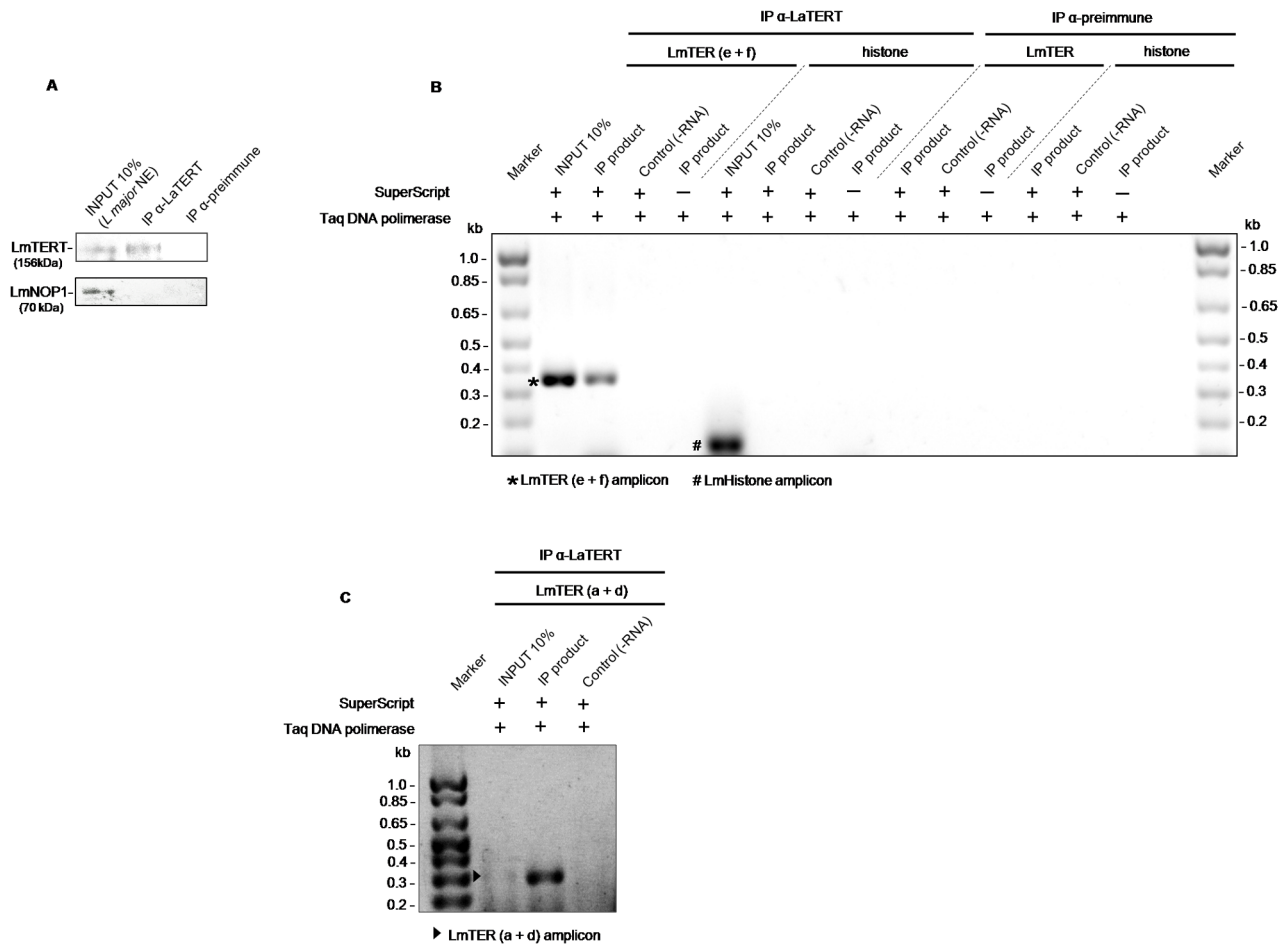 A
INPUT 10%
(L major NE)
IP α-LaTERT
IP α-preimmune
LmTERT-
(156kDa)
LmNOP1-
(70 kDa)
B
IP α-LaTERT
IP α-preimmune
LmTER (e + f)
histone
LmTER
histone
Marker
INPUT 10%
IP product
Control (-RNA)
IP product
INPUT 10%
IP product
Control (-RNA)
IP product
IP product
Control (-RNA)
IP product
IP product
Control (-RNA)
IP product
Marker
SuperScript + + + − + + + − + + − + + −
Taq DNA polimerase + + + + + + + + + + + + + +
kb
1.0 -
0.85 -
0.65 -
0.5 -
0.4 -
0.3 -
0.2 -
*
#
kb
- 1.0
- 0.85
- 0.65
- 0.5
- 0.4
- 0.3
- 0.2
* LmTER (e + f) amplicon
# LmHistone amplicon
C
IP α-LaTERT
LmTER (a + d)
Marker
INPUT 10%
IP product
Control (-RNA)
SuperScript + + +
Taq DNA polimerase + + +
kb
1.0 -
0.85 -
0.65 -
0.5 -
0.4 -
0.3 -
0.2 -
LmTER (a + d) amplicon